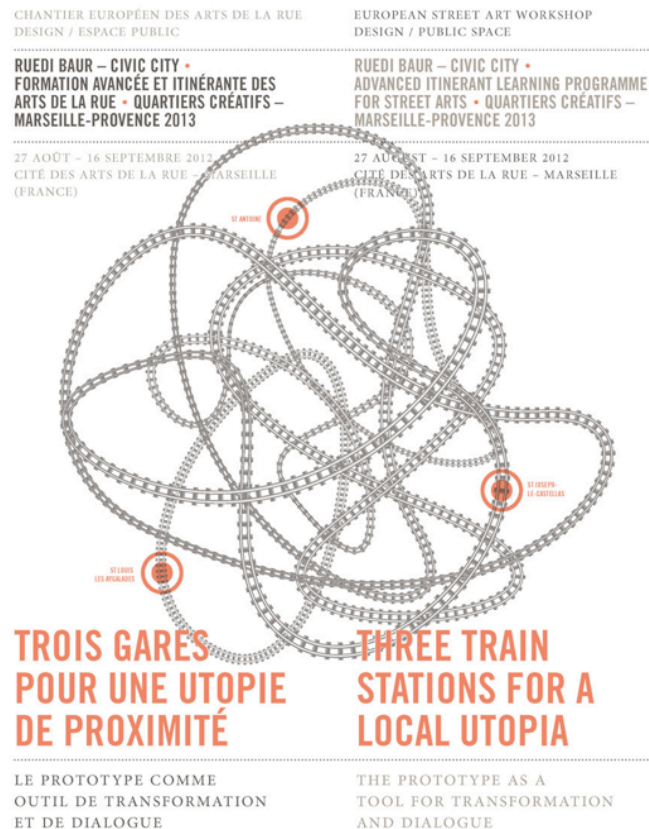 CHANTIER EUROPÉEN DES ARTS DE LA RUE
DESIGN / ESPACE PUBLIC
EUROPEAN STREET ART WORKSHOP
DESIGN / PUBLIC SPACE
RUEDI BAUR – CIVIC CITY •
FORMATION AVANCÉE ET ITINÉRANTE DES
ARTS DE LA RUE • QUARTIERS CRÉATIFS –
MARSEILLE-PROVENCE 2013
RUEDI BAUR – CIVIC CITY •
ADVANCED ITINERANT LEARNING PROGRAMME
FOR STREET ARTS • QUARTIERS CRÉATIFS –
MARSEILLE-PROVENCE 2013
27 AOÛT – 16 SEPTEMBRE 2012
CITÉ DES ARTS DE LA RUE – MARSEILLE
(FRANCE)
27 AUGUST – 16 SEPTEMBER 2012
CITÉ DES ARTS DE LA RUE – MARSEILLE
(FRANCE)
ST ANTOINE
ST JOSEPH-
LE-CASTELLAS
ST LOUIS
LES AYGALADES
TROIS GARES
POUR UNE UTOPIE
DE PROXIMITÉ
THREE TRAIN
STATIONS FOR A
LOCAL UTOPIA
LE PROTOTYPE COMME
OUTIL DE TRANSFORMATION
ET DE DIALOGUE
THE PROTOTYPE AS A
TOOL FOR TRANSFORMATION
AND DIALOGUE